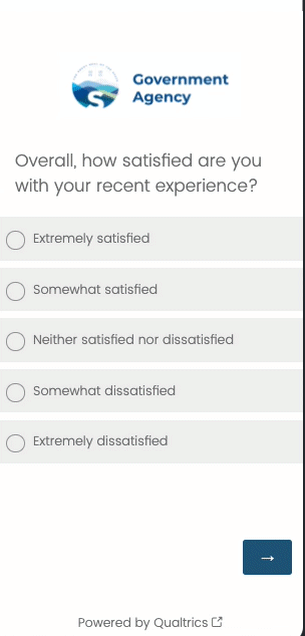 Government
Agency
Overall, how satisfied are you
with your recent experience?
Extremely satisfied
Somewhat satisfied
Neither satisfied nor dissatisfied
Somewhat dissatisfied
Extremely dissatisfied
→
Powered by Qualtrics